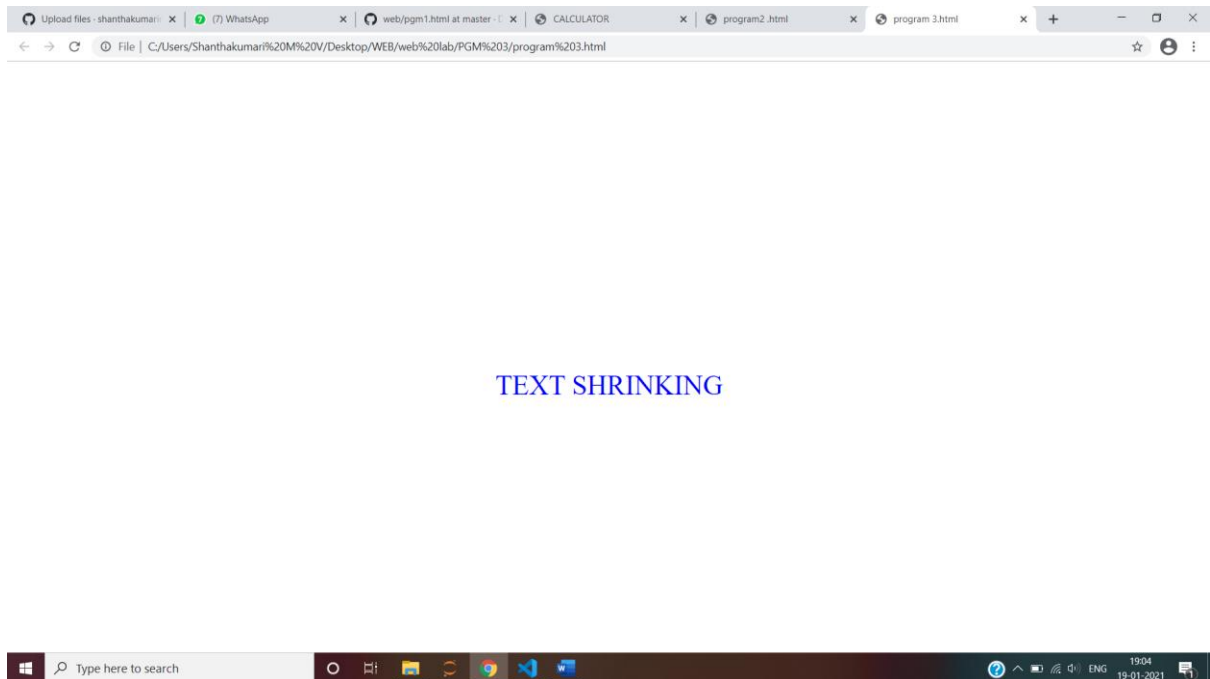 Upload files · shanthakumari
(7) WhatsApp
web/pgm1.html at master ·
CALCULATOR
program2 .html
program 3.html
File | C:/Users/Shanthakumari%20M%20V/Desktop/WEB/web%20lab/PGM%203/program%203.html
TEXT SHRINKING
Type here to search
ENG
19:04
19-01-2021